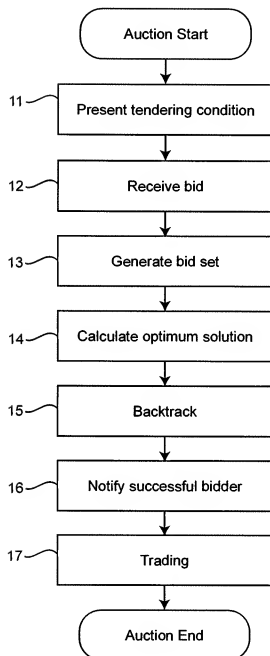 Auction Start
11 Present tendering condition
12 Receive bid
13 Generate bid set
14 Calculate optimum solution
15 Backtrack
16 Notify successful bidder
17 Trading
Auction End